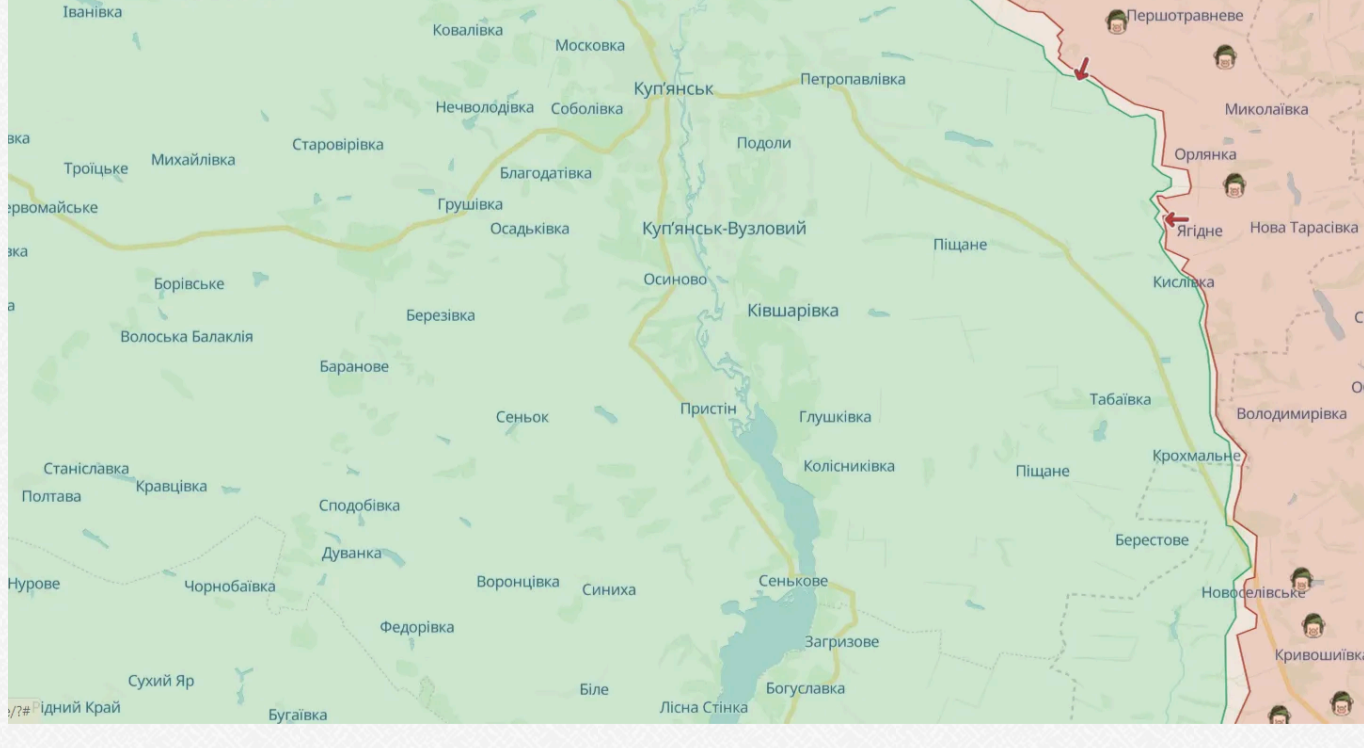 Іванівка
Першотравневе
Ковалівка
Московка
Петропавлівка
Куп'янськ
Нечволодівка
Соболівка
Миколаївка
вка
Старовірівка
Подоли
Михайлівка
Троїцьке
Орлянка
Благодатівка
ервомайське
Грушівка
Осадьківка
Куп'янськ-Вузловий
Ягідне
Нова Тарасівка
Піщане
вка
Осиново
Кислівка
Борівське
а
Ківшарівка
Березівка
С
Волоська Балаклія
Баранове
О
Табаївка
Пристін
Сеньок
Глушківка
Володимирівка
Крохмальне
Станіславка
Колісниківка
Піщане
Кравцівка
Полтава
Сподобівка
Берестове
Дуванка
Нурове
Чорнобаївка
Воронцівка
Синиха
Сенькове
Новоселівське
Федорівка
Загризове
Кривошиївка
Сухий Яр
Біле
Богуславка
e/?#
Рідний Край
Бугаївка
Лісна Стінка